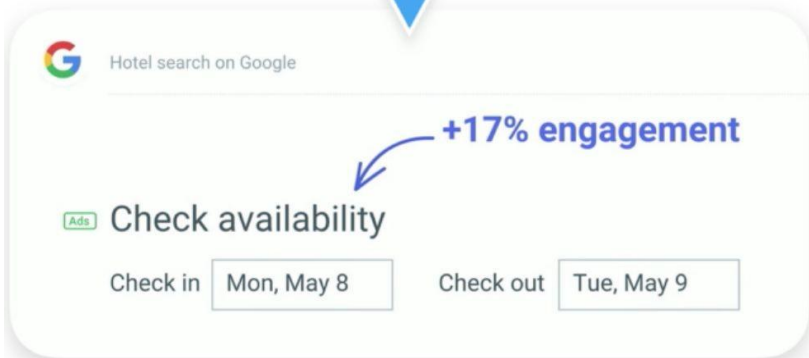 Hotel search on Google
+17% engagement
Ads Check availability
Check in Mon, May 8 Check out Tue, May 9